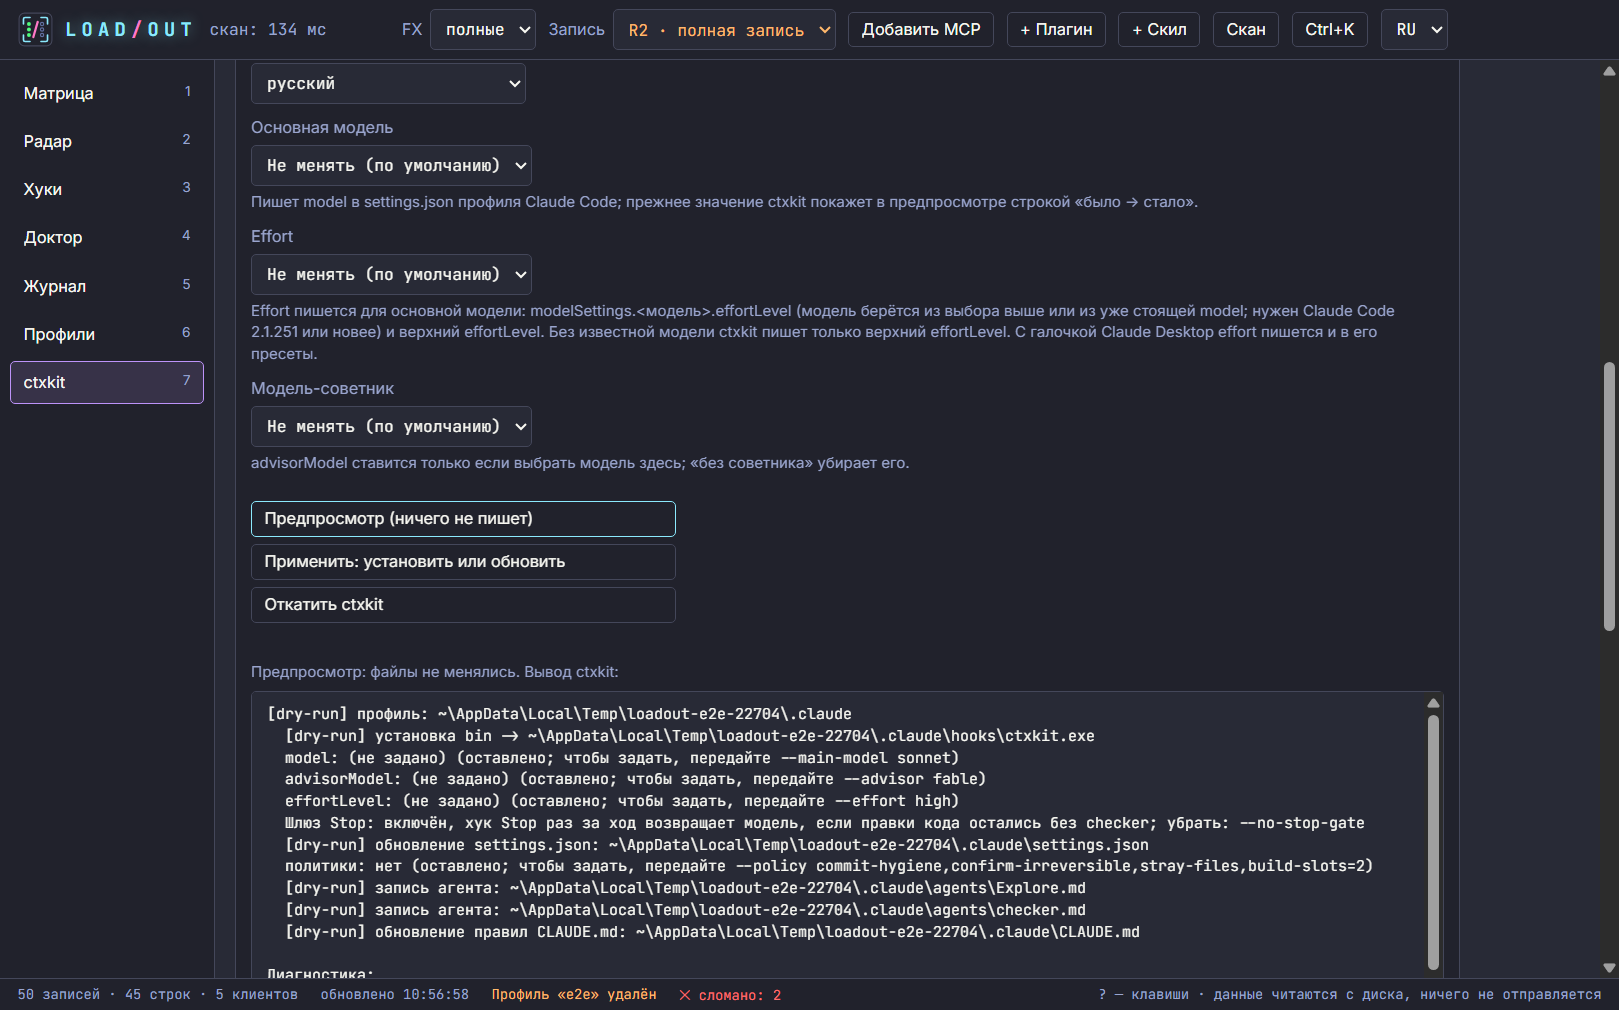 LOAD/OUT скан: 134 мс FX полные Запись R2 · полная запись Добавить MCP + Плагин + Скил Скан Ctrl+K RU
Матрица 1
Радар 2
Хуки 3
Доктор 4
Журнал 5
Профили 6
ctxkit 7
русский
Основная модель
Не менять (по умолчанию)
Пишет model в settings.json профиля Claude Code; прежнее значение ctxkit покажет в предпросмотре строкой «было → стало».
Effort
Не менять (по умолчанию)
Effort пишется для основной модели: modelSettings.<модель>.effortLevel (модель берётся из выбора выше или из уже стоящей model; нужен Claude Code
2.1.251 или новее) и верхний effortLevel. Без известной модели ctxkit пишет только верхний effortLevel. С галочкой Claude Desktop effort пишется и в его
пресеты.
Модель-советник
Не менять (по умолчанию)
advisorModel ставится только если выбрать модель здесь; «без советника» убирает его.
Предпросмотр (ничего не пишет)
Применить: установить или обновить
Откатить ctxkit
Предпросмотр: файлы не менялись. Вывод ctxkit:
[dry-run] профиль: ~\AppData\Local\Temp\loadout-e2e-22704\.claude
[dry-run] установка bin —> ~\AppData\Local\Temp\loadout-e2e-22704\.claude\hooks\ctxkit.exe
model: (не задано) (оставлено; чтобы задать, передайте --main-model sonnet)
advisorModel: (не задано) (оставлено; чтобы задать, передайте --advisor fable)
effortLevel: (не задано) (оставлено; чтобы задать, передайте --effort high)
Шлюз Stop: включён, хук Stop раз за ход возвращает модель, если правки кода остались без checker; убрать: --no-stop-gate
[dry-run] обновление settings.json: ~\AppData\Local\Temp\loadout-e2e-22704\.claude\settings.json
политики: нет (оставлено; чтобы задать, передайте --policy commit-hygiene,confirm-irreversible,stray-files,build-slots=2)
[dry-run] запись агента: ~\AppData\Local\Temp\loadout-e2e-22704\.claude\agents\Explore.md
[dry-run] запись агента: ~\AppData\Local\Temp\loadout-e2e-22704\.claude\agents\checker.md
[dry-run] обновление правил CLAUDE.md: ~\AppData\Local\Temp\loadout-e2e-22704\.claude\CLAUDE.md
Диагностика:
50 записей · 45 строк · 5 клиентов обновлено 10:56:58 Профиль «e2e» удалён × сломано: 2 ? — клавиши · данные читаются с диска, ничего не отправляется